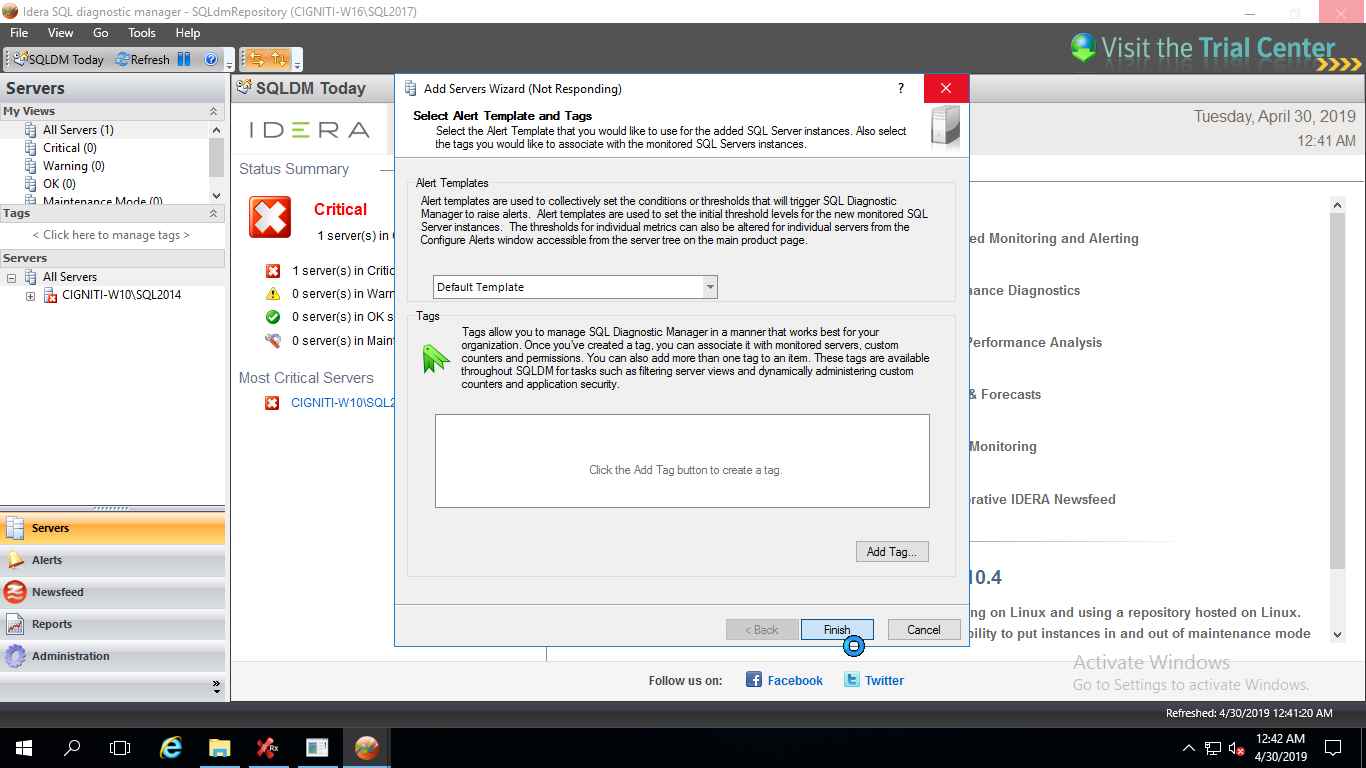 Idera SQL diagnostic manager - SQLdmRepository (CIGNITI-W16\SQL2017)
File View Go Tools Help
SQLDM Today Refresh
Visit the Trial Center
Servers
My Views
All Servers (1)
Critical (0)
Warning (0)
OK (0)
Maintenance Mode (0)
Tags
< Click here to manage tags >
Servers
All Servers
CIGNITI-W10\SQL2014
Servers
Alerts
Newsfeed
Reports
Administration
SQLDM Today
IDERA
Tuesday, April 30, 2019
12:41 AM
Status Summary
Critical
1 server(s) in
1 server(s) in Critic
0 server(s) in Warn
0 server(s) in OK s
0 server(s) in Maint
Most Critical Servers
CIGNITI-W10\SQL2
Add Servers Wizard (Not Responding)
?
Select Alert Template and Tags
Select the Alert Template that you would like to use for the added SQL Server instances. Also select
the tags you would like to associate with the monitored SQL Servers instances.
Alert Templates
Alert templates are used to collectively set the conditions or thresholds that will trigger SQL Diagnostic
Manager to raise alerts. Alert templates are used to set the initial threshold levels for the new monitored SQL
Server instances. The thresholds for individual metrics can also be altered for individual servers from the
Configure Alerts window accessible from the server tree on the main product page.
Default Template
Tags
Tags allow you to manage SQL Diagnostic Manager in a manner that works best for your
organization. Once you've created a tag, you can associate it with monitored servers, custom
counters and permissions. You can also add more than one tag to an item. These tags are available
throughout SQLDM for tasks such as filtering server views and dynamically administering custom
counters and application security.
Click the Add Tag button to create a tag.
Add Tag...
< Back Finish Cancel
ed Monitoring and Alerting
ance Diagnostics
Performance Analysis
& Forecasts
Monitoring
rative IDERA Newsfeed
10.4
ng on Linux and using a repository hosted on Linux.
bility to put instances in and out of maintenance mode
Follow us on: Facebook Twitter
Activate Windows
Go to Settings to activate Windows.
Refreshed: 4/30/2019 12:41:20 AM
Rx
12:42 AM
4/30/2019